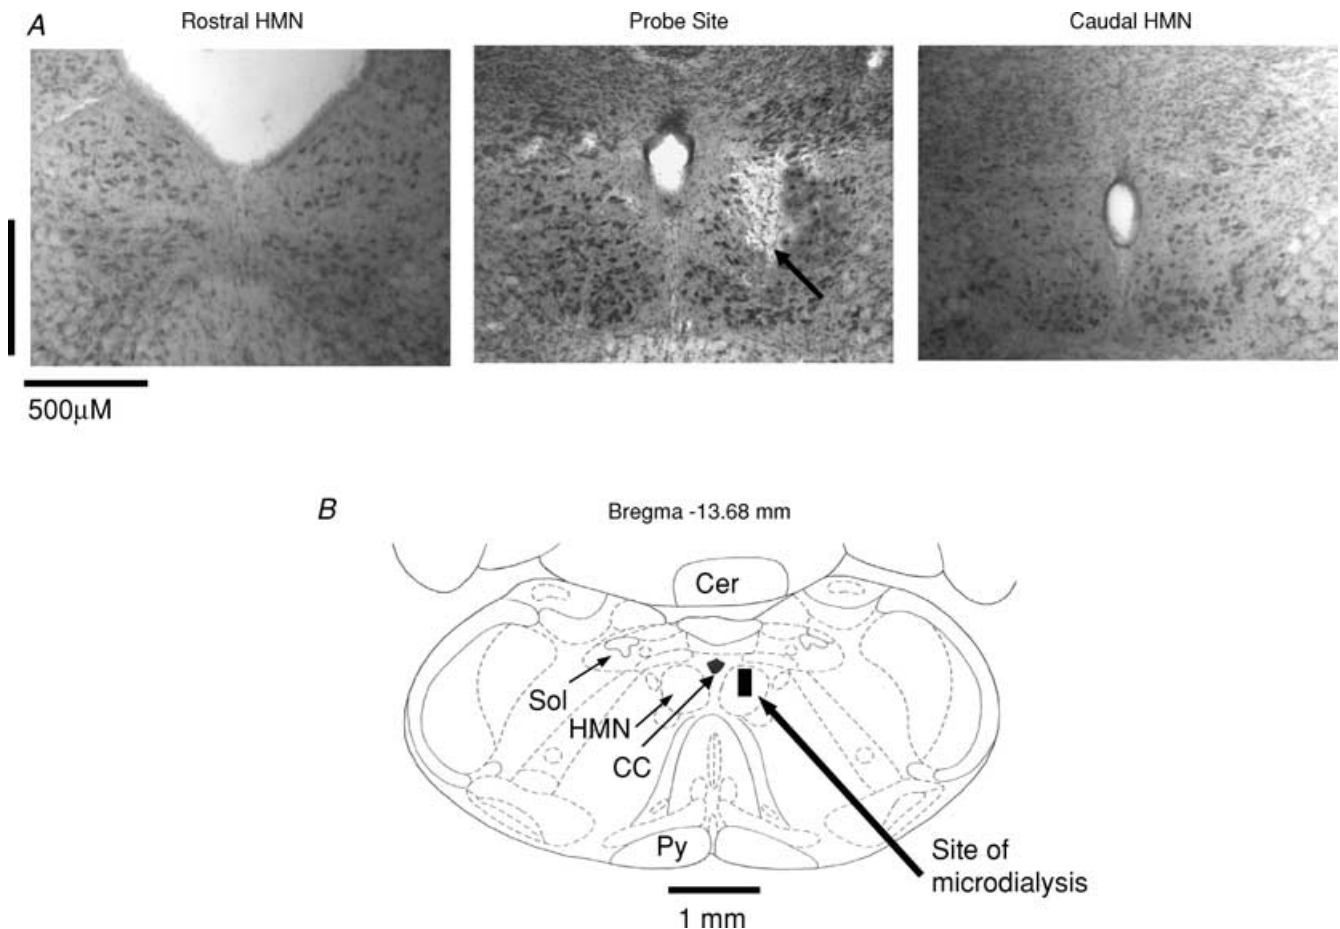 A
Rostral HMN
Probe Site
Caudal HMN
500μM
B
Bregma -13.68 mm
Cer
Sol
HMN
CC
Py
Site of
microdialysis
1 mm